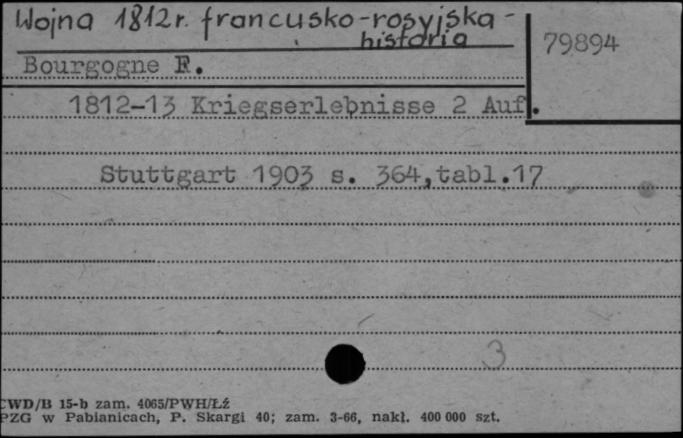 Wojna 1812r. francusko-rosyjska -
historia
79894
Bourgogne F.
1812-13 Kriegserlebnisse 2 Auf.
Stuttgart 1903 s. 364,tabl.17
3
CWD/B 15-b zam. 4065/PWH/Łź
PZG w Pabianicach, P. Skargi 40; zam. 3-66, nakł. 400 000 szt.